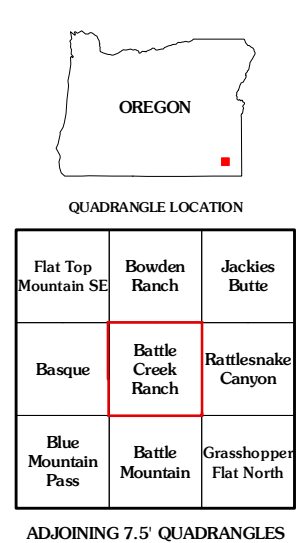 OREGON
QUADRANGLE LOCATION
Flat Top
Mountain SE
Bowden
Ranch
Jackies
Butte
Basque
Battle
Creek
Ranch
Rattlesnake
Canyon
Blue
Mountain
Pass
Battle
Mountain
Grasshopper
Flat North
ADJOINING 7.5' QUADRANGLES